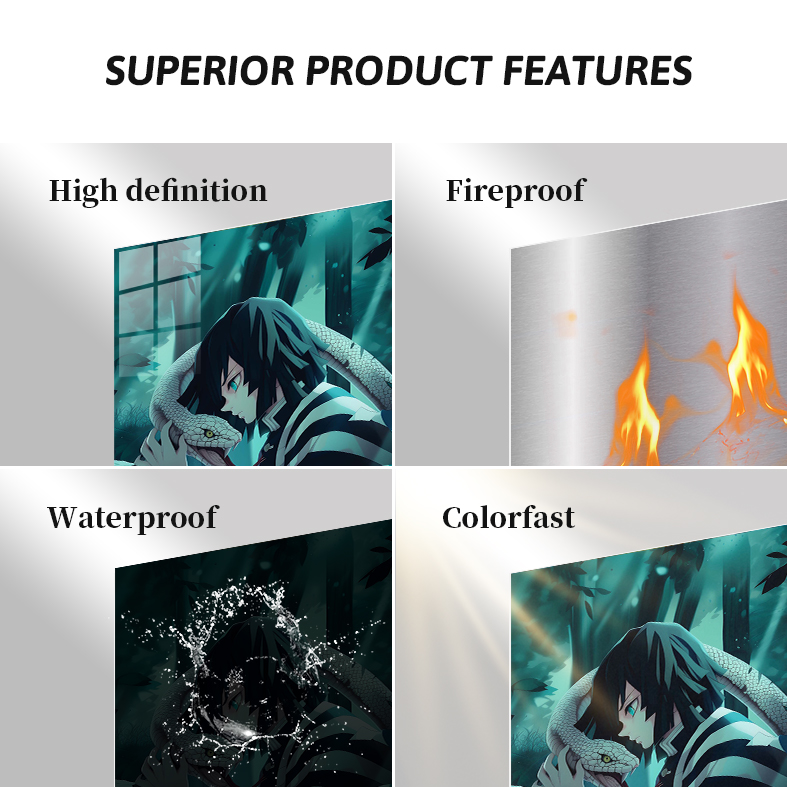 SUPERIOR PRODUCT FEATURES
High definition
Fireproof
Waterproof
Colorfast